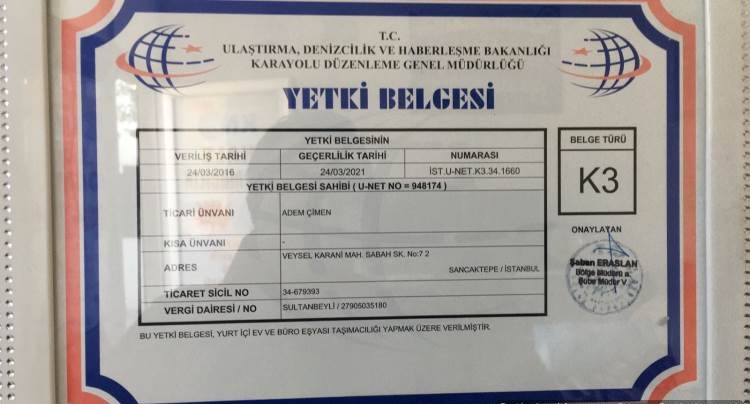 T.C.
ULAŞTIRMA, DENİZCİLİK VE HABERLEŞME BAKANLIĞI
KARAYOLU DÜZENLEME GENEL MÜDÜRLÜĞÜ
YETKİ BELGESİ
YETKİ BELGESİNİN
VERİLİŞ TARİHİ GEÇERLİLİK TARİHİ NUMARASI
24/03/2016 24/03/2021 İST.U-NET.K3.34.1660
YETKİ BELGESİ SAHİBİ ( U-NET NO = 948174 )
TİCARİ ÜNVANI ADEM ÇİMEN
KISA ÜNVANI -
ADRES VEYSEL KARANİ MAH. SABAH SK. No:7 2
SANCAKTEPE / İSTANBUL
TİCARET SİCİL NO 34-679393
VERGİ DAİRESİ / NO SULTANBEYLİ / 27905035180
BELGE TÜRÜ
K3
ONAYLAYAN
Şaban ERASLAN
Bölge Müdürü a.
Şube Müdür V.
BU YETKİ BELGESİ, YURT İÇİ EV VE BÜRO EŞYASI TAŞIMACILIĞI YAPMAK ÜZERE VERİLMİŞTİR.